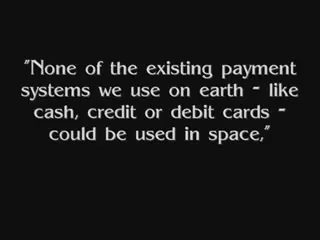 "None of the existing payment
systems we use on earth - like
cash, credit or debit cards -
could be used in space,"